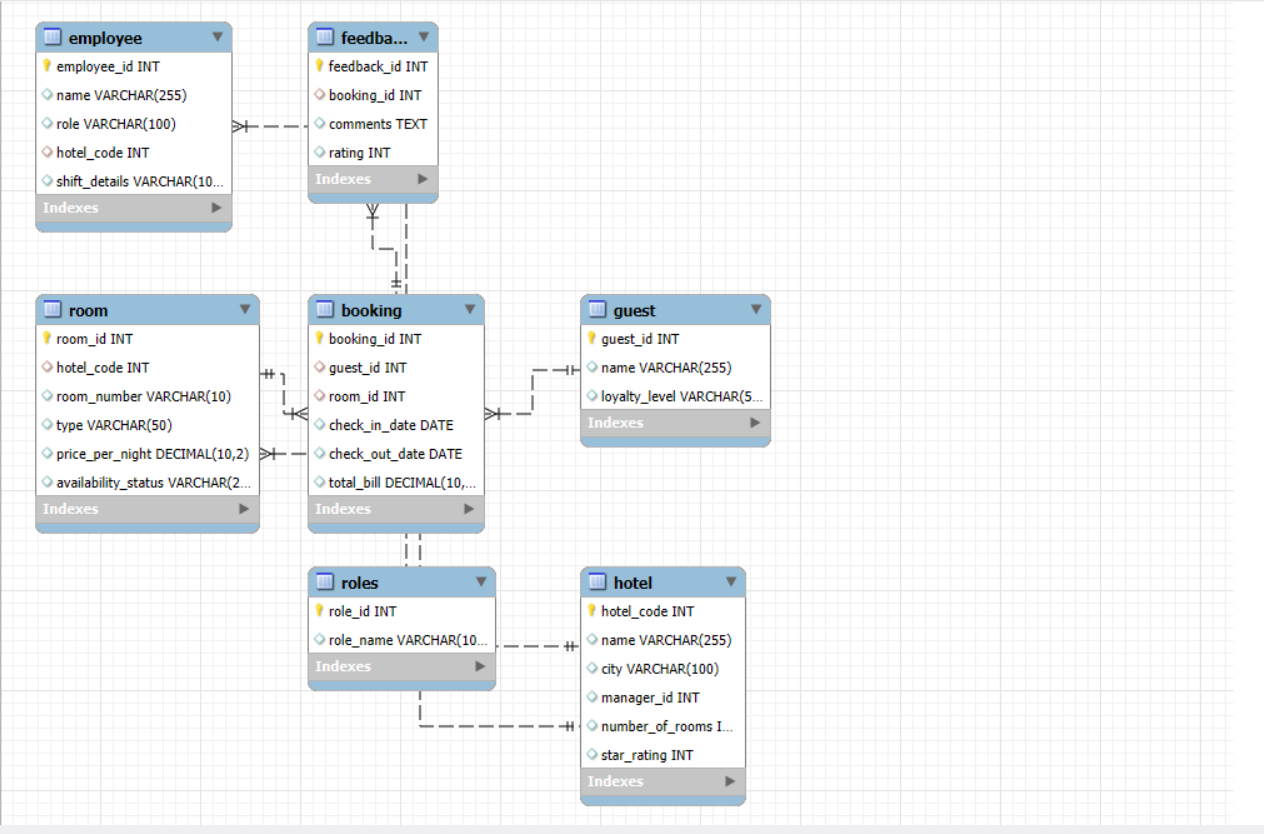 employee
employee_id INT
name VARCHAR(255)
role VARCHAR(100)
hotel_code INT
shift_details VARCHAR(10...
Indexes
feedba...
feedback_id INT
booking_id INT
comments TEXT
rating INT
Indexes
room
room_id INT
hotel_code INT
room_number VARCHAR(10)
type VARCHAR(50)
price_per_night DECIMAL(10,2)
availability_status VARCHAR(2...
Indexes
booking
booking_id INT
guest_id INT
room_id INT
check_in_date DATE
check_out_date DATE
total_bill DECIMAL(10,...
Indexes
guest
guest_id INT
name VARCHAR(255)
loyalty_level VARCHAR(5...
Indexes
roles
role_id INT
role_name VARCHAR(10...
Indexes
hotel
hotel_code INT
name VARCHAR(255)
city VARCHAR(100)
manager_id INT
number_of_rooms I...
star_rating INT
Indexes